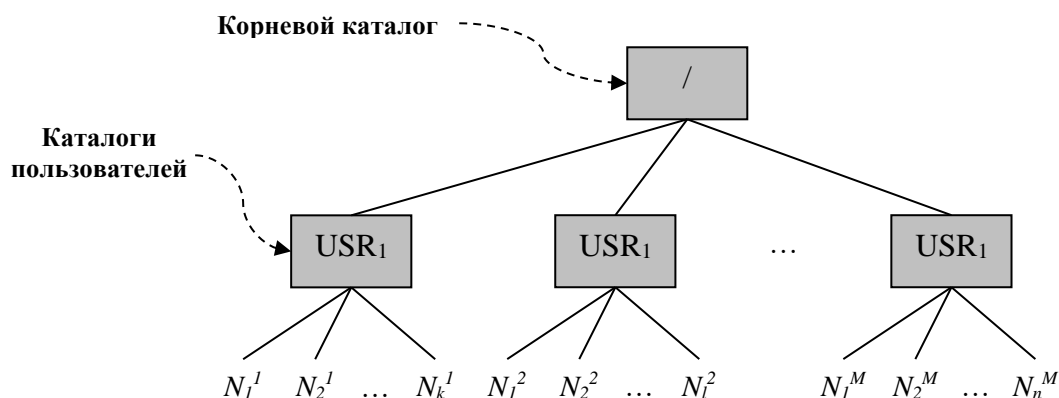 Корневой каталог
/
Каталоги
пользователей
USR₁ USR₁ … USR₁
N₁¹ N₂¹ … Nₖ¹ N₁² N₂² … Nₗ² N₁ᴹ N₂ᴹ … Nₙᴹ